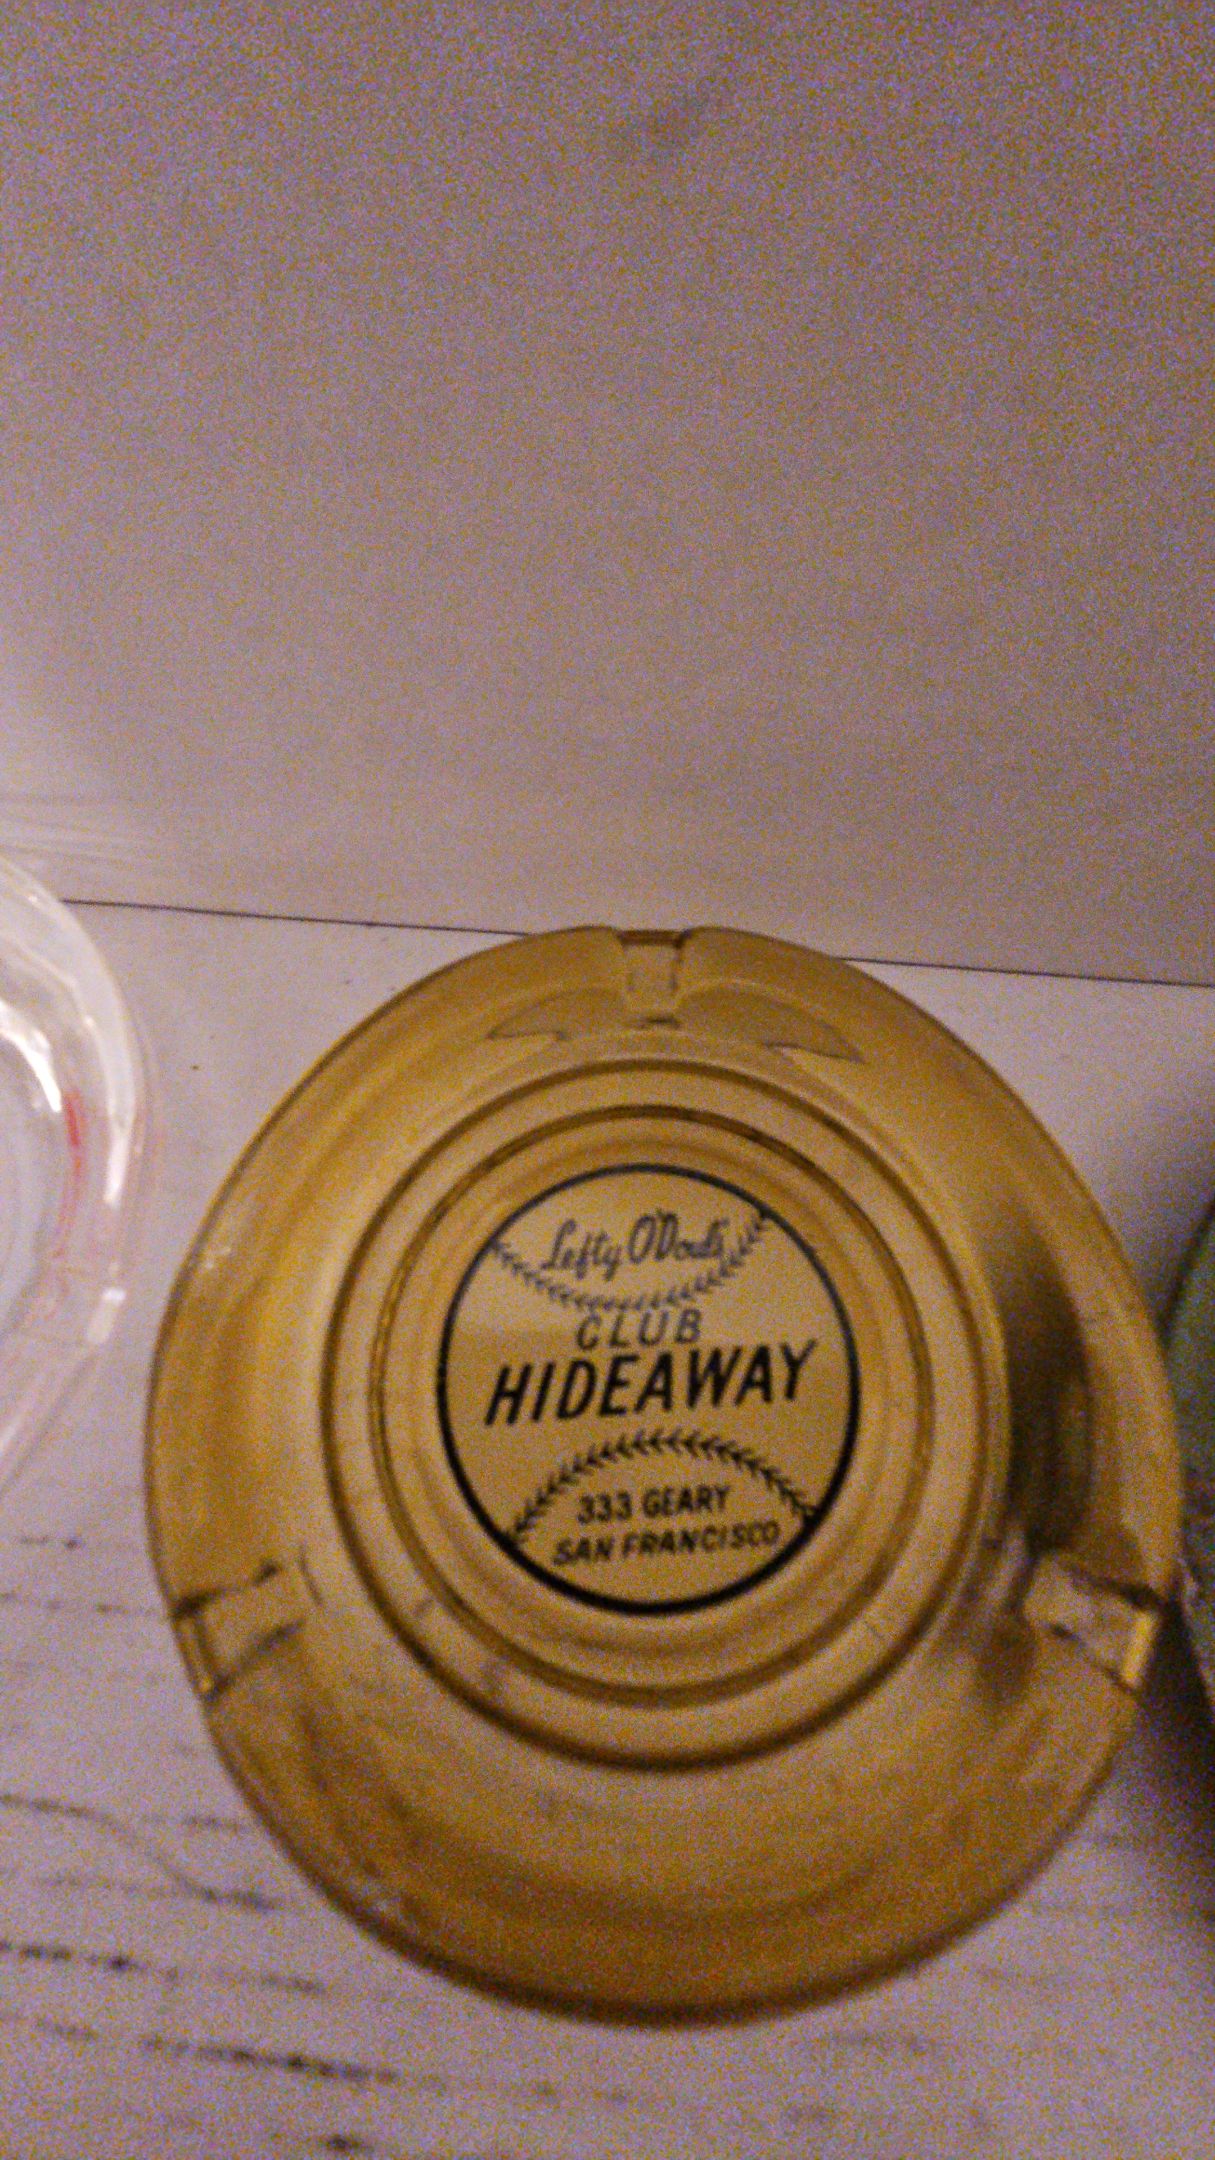 Lefty O'Doul's
CLUB
HIDEAWAY
333 GEARY
SAN FRANCISCO